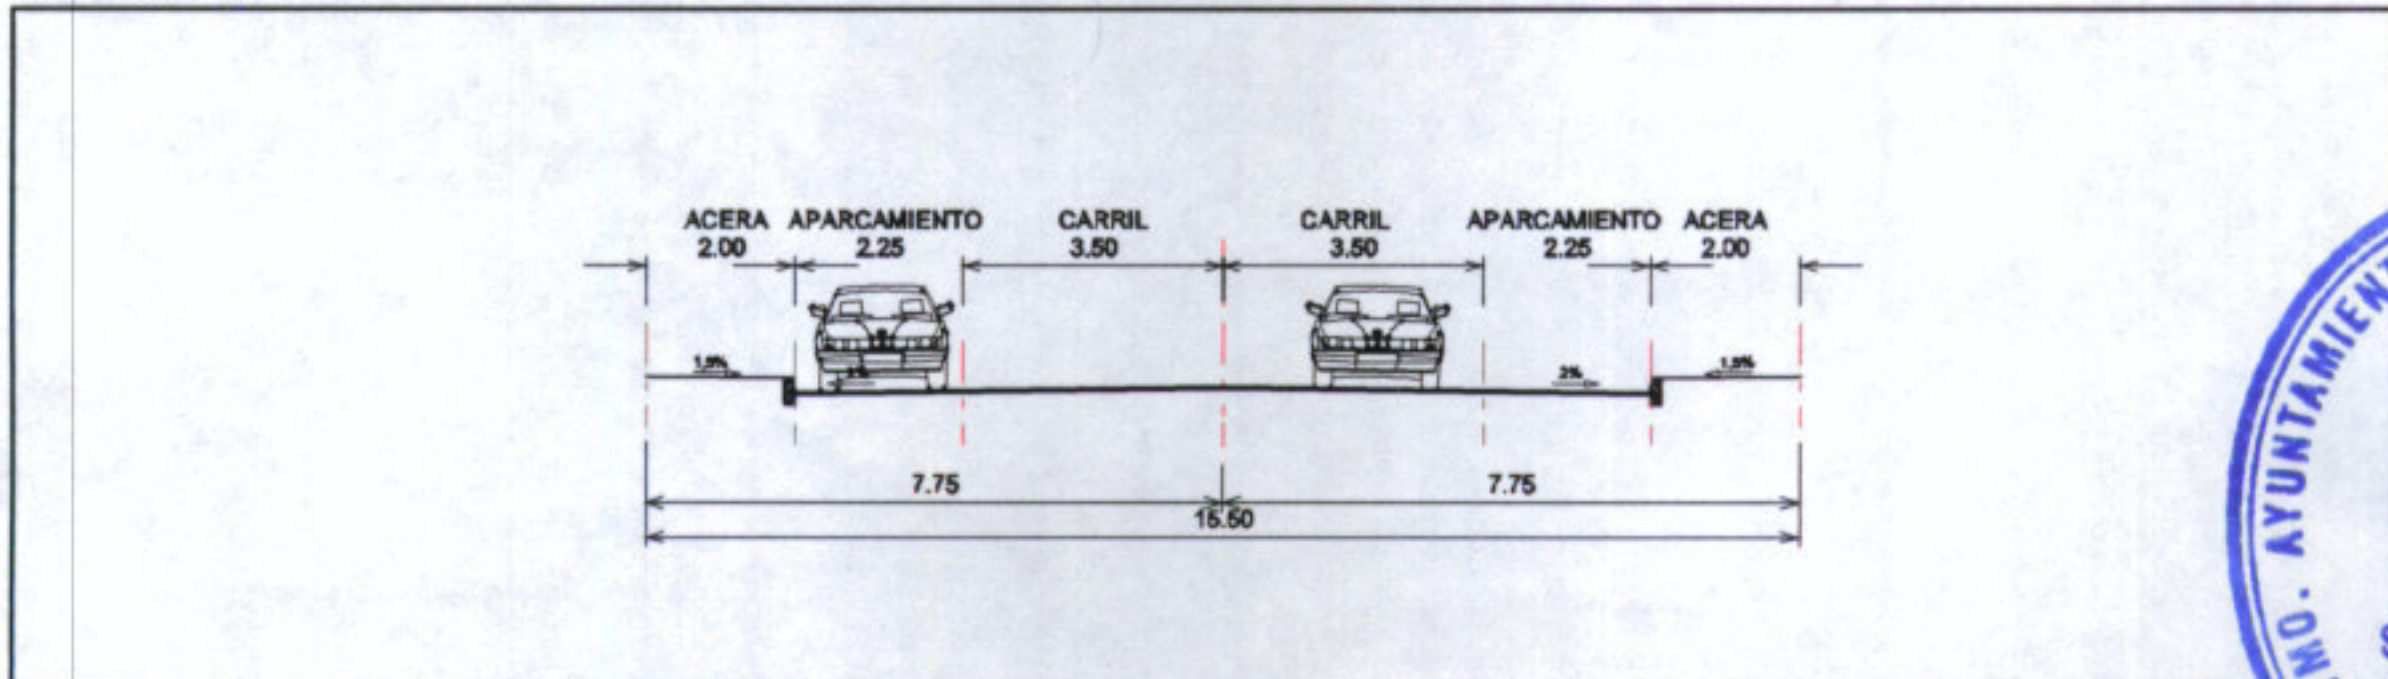 ACERA APARCAMIENTO CARRIL CARRIL APARCAMIENTO ACERA
2.00 2.25 3.50 3.50 2.25 2.00
1,5% 2% 2% 1,5%
7.75 7.75
15.50
MO. AYUNTAMIENT